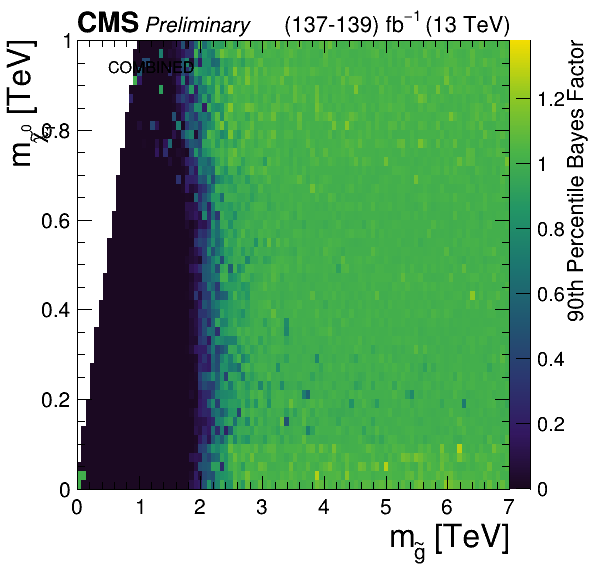 CMS Preliminary (137-139) fb⁻¹ (13 TeV)
COMBINED
m_χ̃₁⁰ [TeV]
1
0.8
0.6
0.4
0.2
0
0 1 2 3 4 5 6 7
m_g̃ [TeV]
1.2
1
0.8
0.6
0.4
0.2
0
90th Percentile Bayes Factor